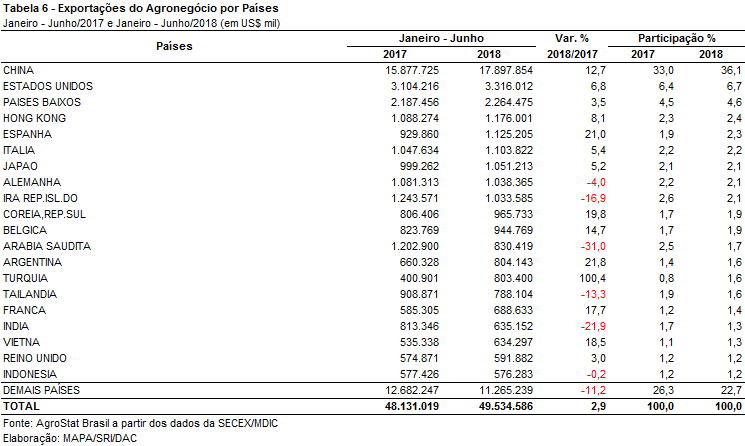 Tabela 6 - Exportações do Agronegócio por Países
Janeiro - Junho/2017 e Janeiro - Junho/2018 (em US$ mil)
Países Janeiro - Junho Var. % Participação %
2017 2018 2018/2017 2017 2018
CHINA 15.877.725 17.897.854 12,7 33,0 36,1
ESTADOS UNIDOS 3.104.216 3.316.012 6,8 6,4 6,7
PAISES BAIXOS 2.187.456 2.264.475 3,5 4,5 4,6
HONG KONG 1.088.274 1.176.001 8,1 2,3 2,4
ESPANHA 929.860 1.125.205 21,0 1,9 2,3
ITALIA 1.047.634 1.103.822 5,4 2,2 2,2
JAPAO 999.262 1.051.213 5,2 2,1 2,1
ALEMANHA 1.081.313 1.038.365 -4,0 2,2 2,1
IRA REP.ISL.DO 1.243.571 1.033.585 -16,9 2,6 2,1
COREIA,REP.SUL 806.406 965.733 19,8 1,7 1,9
BELGICA 823.769 944.769 14,7 1,7 1,9
ARABIA SAUDITA 1.202.900 830.419 -31,0 2,5 1,7
ARGENTINA 660.328 804.143 21,8 1,4 1,6
TURQUIA 400.901 803.400 100,4 0,8 1,6
TAILANDIA 908.871 788.104 -13,3 1,9 1,6
FRANCA 585.305 688.633 17,7 1,2 1,4
INDIA 813.346 635.152 -21,9 1,7 1,3
VIETNA 535.338 634.297 18,5 1,1 1,3
REINO UNIDO 574.871 591.882 3,0 1,2 1,2
INDONESIA 577.426 576.283 -0,2 1,2 1,2
DEMAIS PAÍSES 12.682.247 11.265.239 -11,2 26,3 22,7
TOTAL 48.131.019 49.534.586 2,9 100,0 100,0
Fonte: AgroStat Brasil a partir dos dados da SECEX/MDIC
Elaboração: MAPA/SRI/DAC